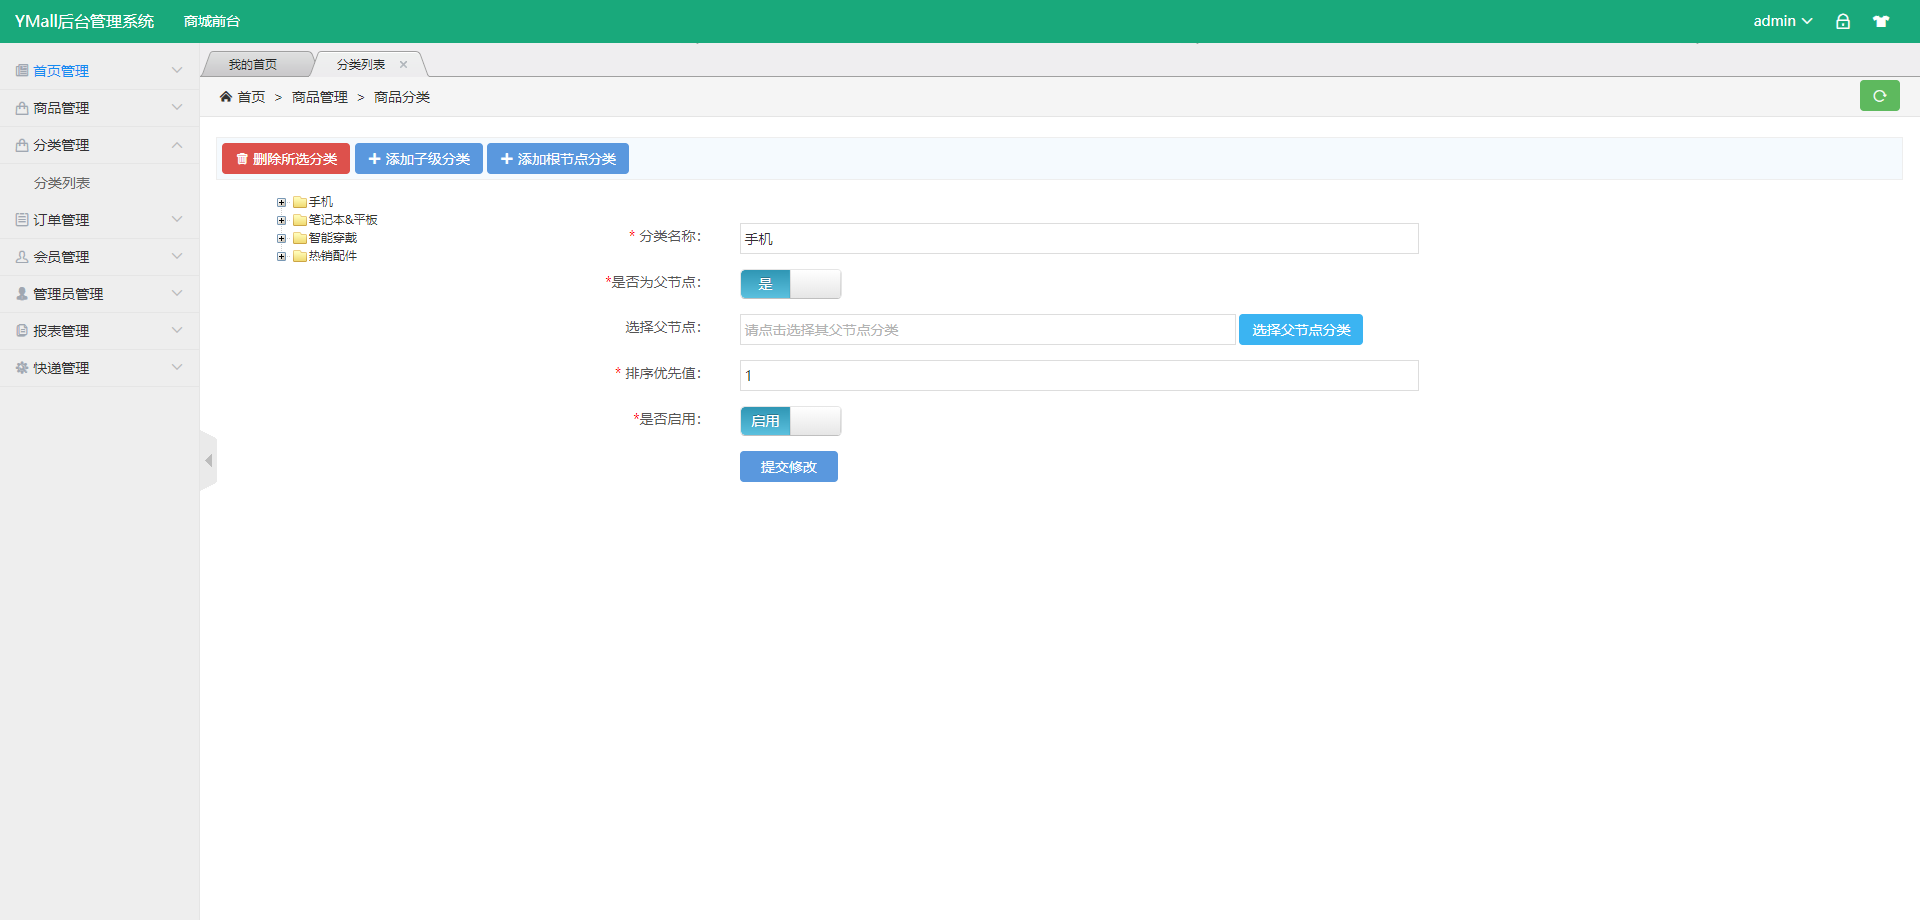 YMall后台管理系统 商城前台 admin
首页管理
商品管理
分类管理
分类列表
订单管理
会员管理
管理员管理
报表管理
快递管理
我的首页 分类列表
首页 > 商品管理 > 商品分类
删除所选分类 添加子级分类 添加根节点分类
手机
笔记本&平板
智能穿戴
热销配件
* 分类名称： 手机
*是否为父节点： 是
选择父节点： 请点击选择其父节点分类 选择父节点分类
* 排序优先值： 1
*是否启用： 启用
提交修改